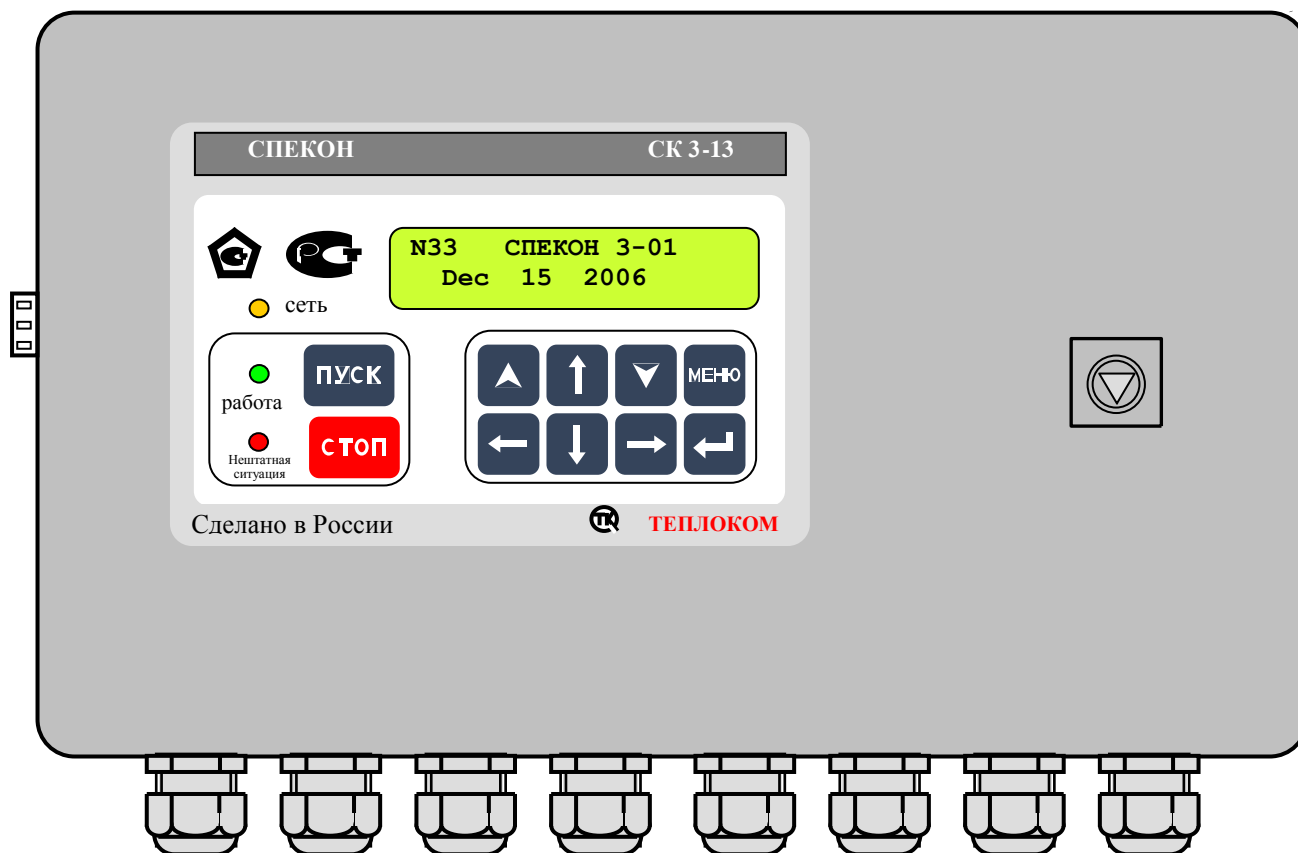 СПЕКОН СК 3-13
N33 СПЕКОН 3-01
Dec 15 2006
сеть
ПУСК
работа
СТОП
Нештатная
ситуация
МЕНЮ
Сделано в России
ТЕПЛОКОМ